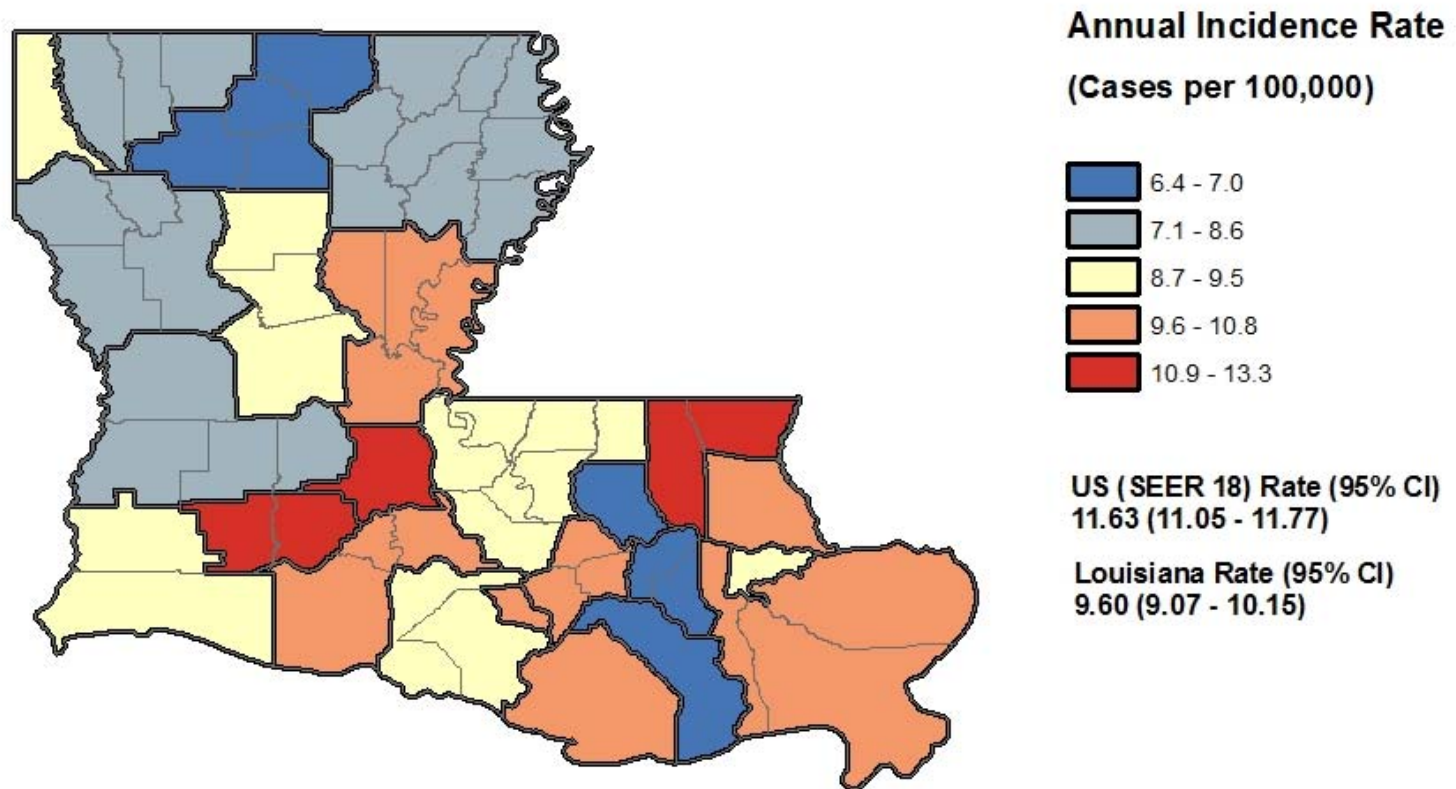 Annual Incidence Rate
(Cases per 100,000)
6.4 - 7.0
7.1 - 8.6
8.7 - 9.5
9.6 - 10.8
10.9 - 13.3
US (SEER 18) Rate (95% CI)
11.63 (11.05 - 11.77)
Louisiana Rate (95% CI)
9.60 (9.07 - 10.15)